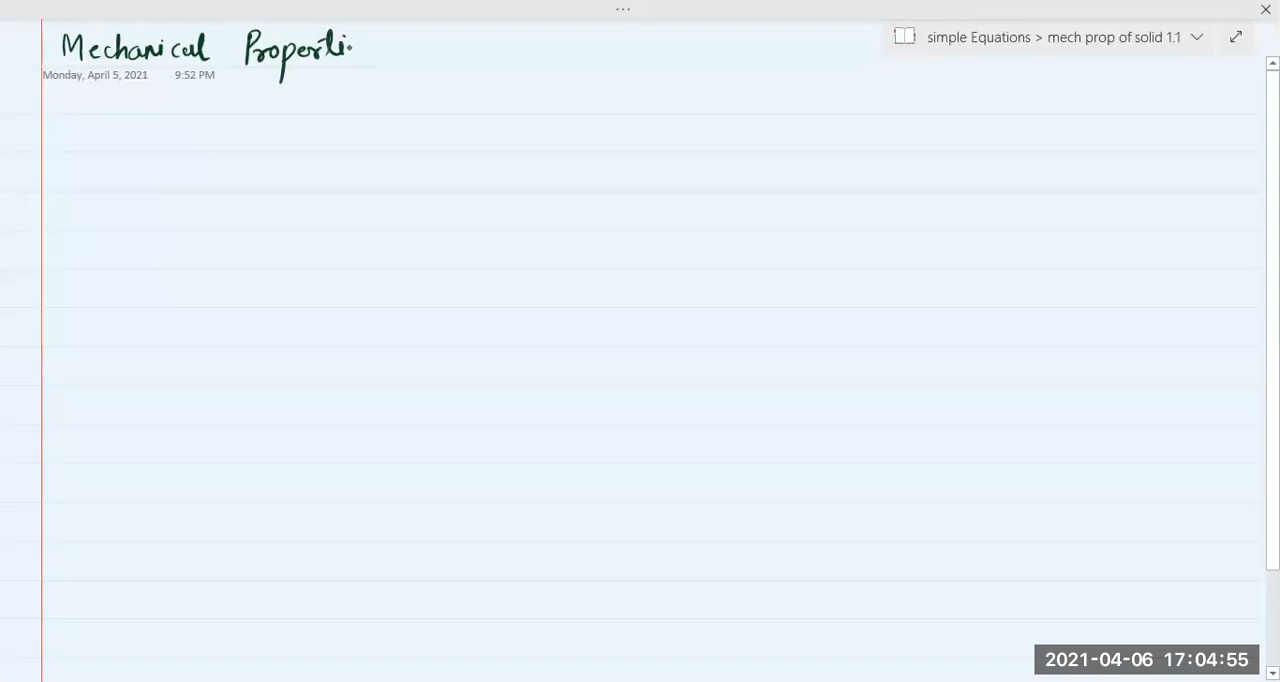 ...
Mechanical Properti
simple Equations > mech prop of solid 1.1
Monday, April 5, 2021 9:52 PM
2021-04-06 17:04:55